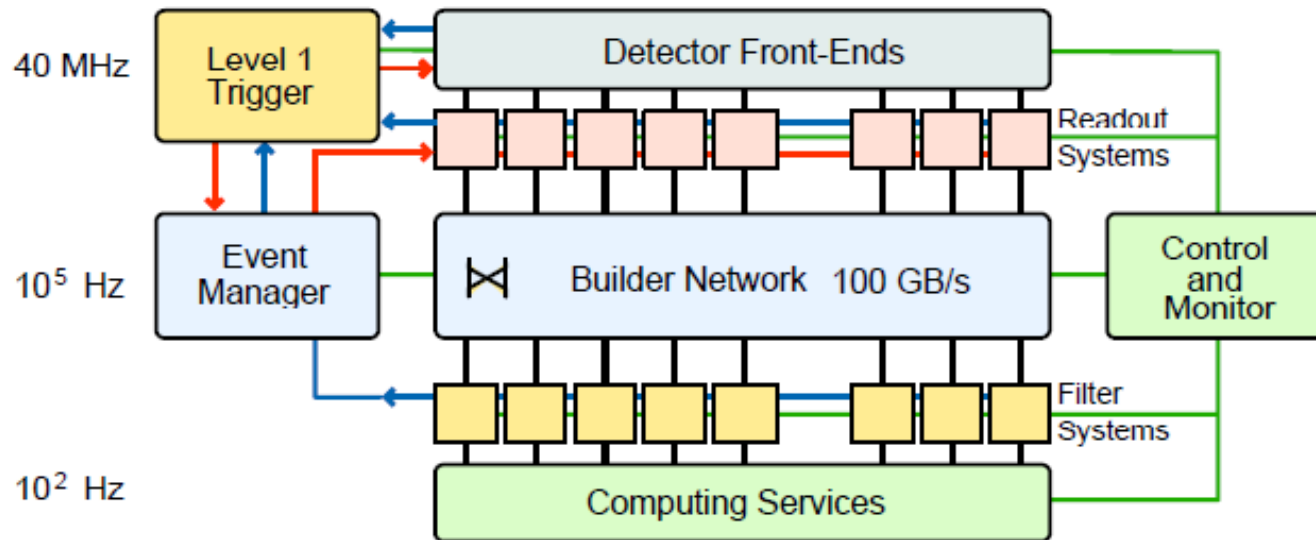 40 MHz
Level 1
Trigger
Detector Front-Ends
Readout
Systems
10⁵ Hz
Event
Manager
Builder Network 100 GB/s
Control
and
Monitor
Filter
Systems
10² Hz
Computing Services